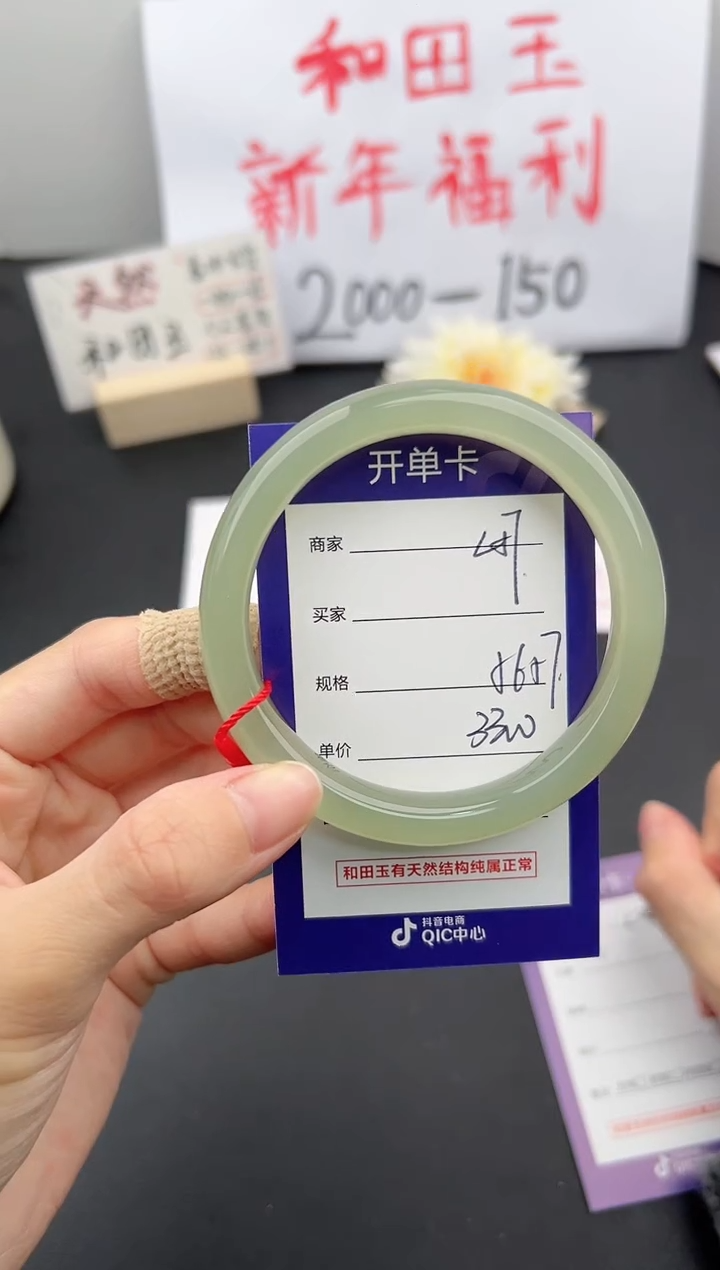 和田玉
新年福利
2000-150
天然
和田玉
开单卡
商家
买家
规格
单价
和田玉有天然结构纯属正常
抖音电商
QIC中心